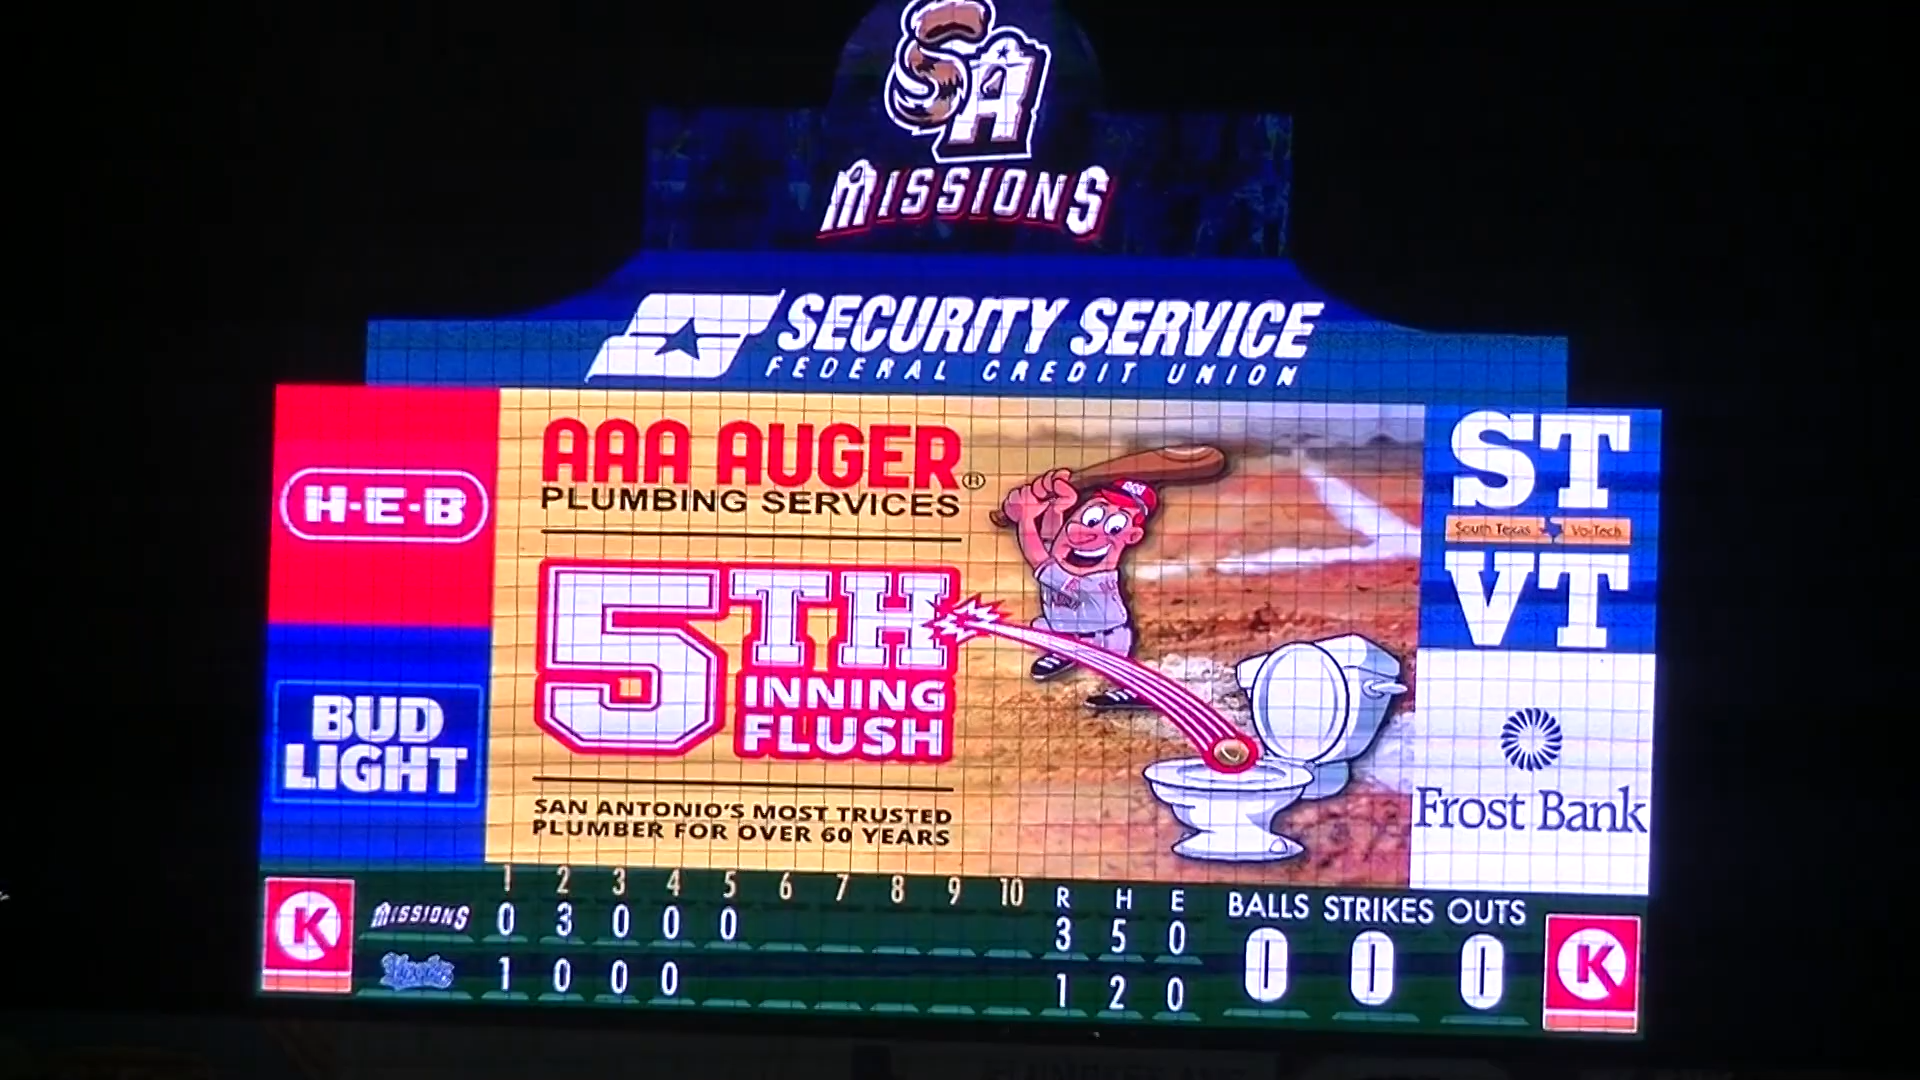 SA
MISSIONS
SECURITY SERVICE
FEDERAL CREDIT UNION
H-E-B
BUD
LIGHT
AAA AUGER®
PLUMBING SERVICES
5TH
INNING
FLUSH
SAN ANTONIO'S MOST TRUSTED
PLUMBER FOR OVER 60 YEARS
ST
South Texas Vo-Tech
VT
Frost Bank
1 2 3 4 5 6 7 8 9 10 R H E BALLS STRIKES OUTS
K MISSIONS 0 3 0 0 0 3 5 0 0 0 0 K
Hooks 1 0 0 0 1 2 0